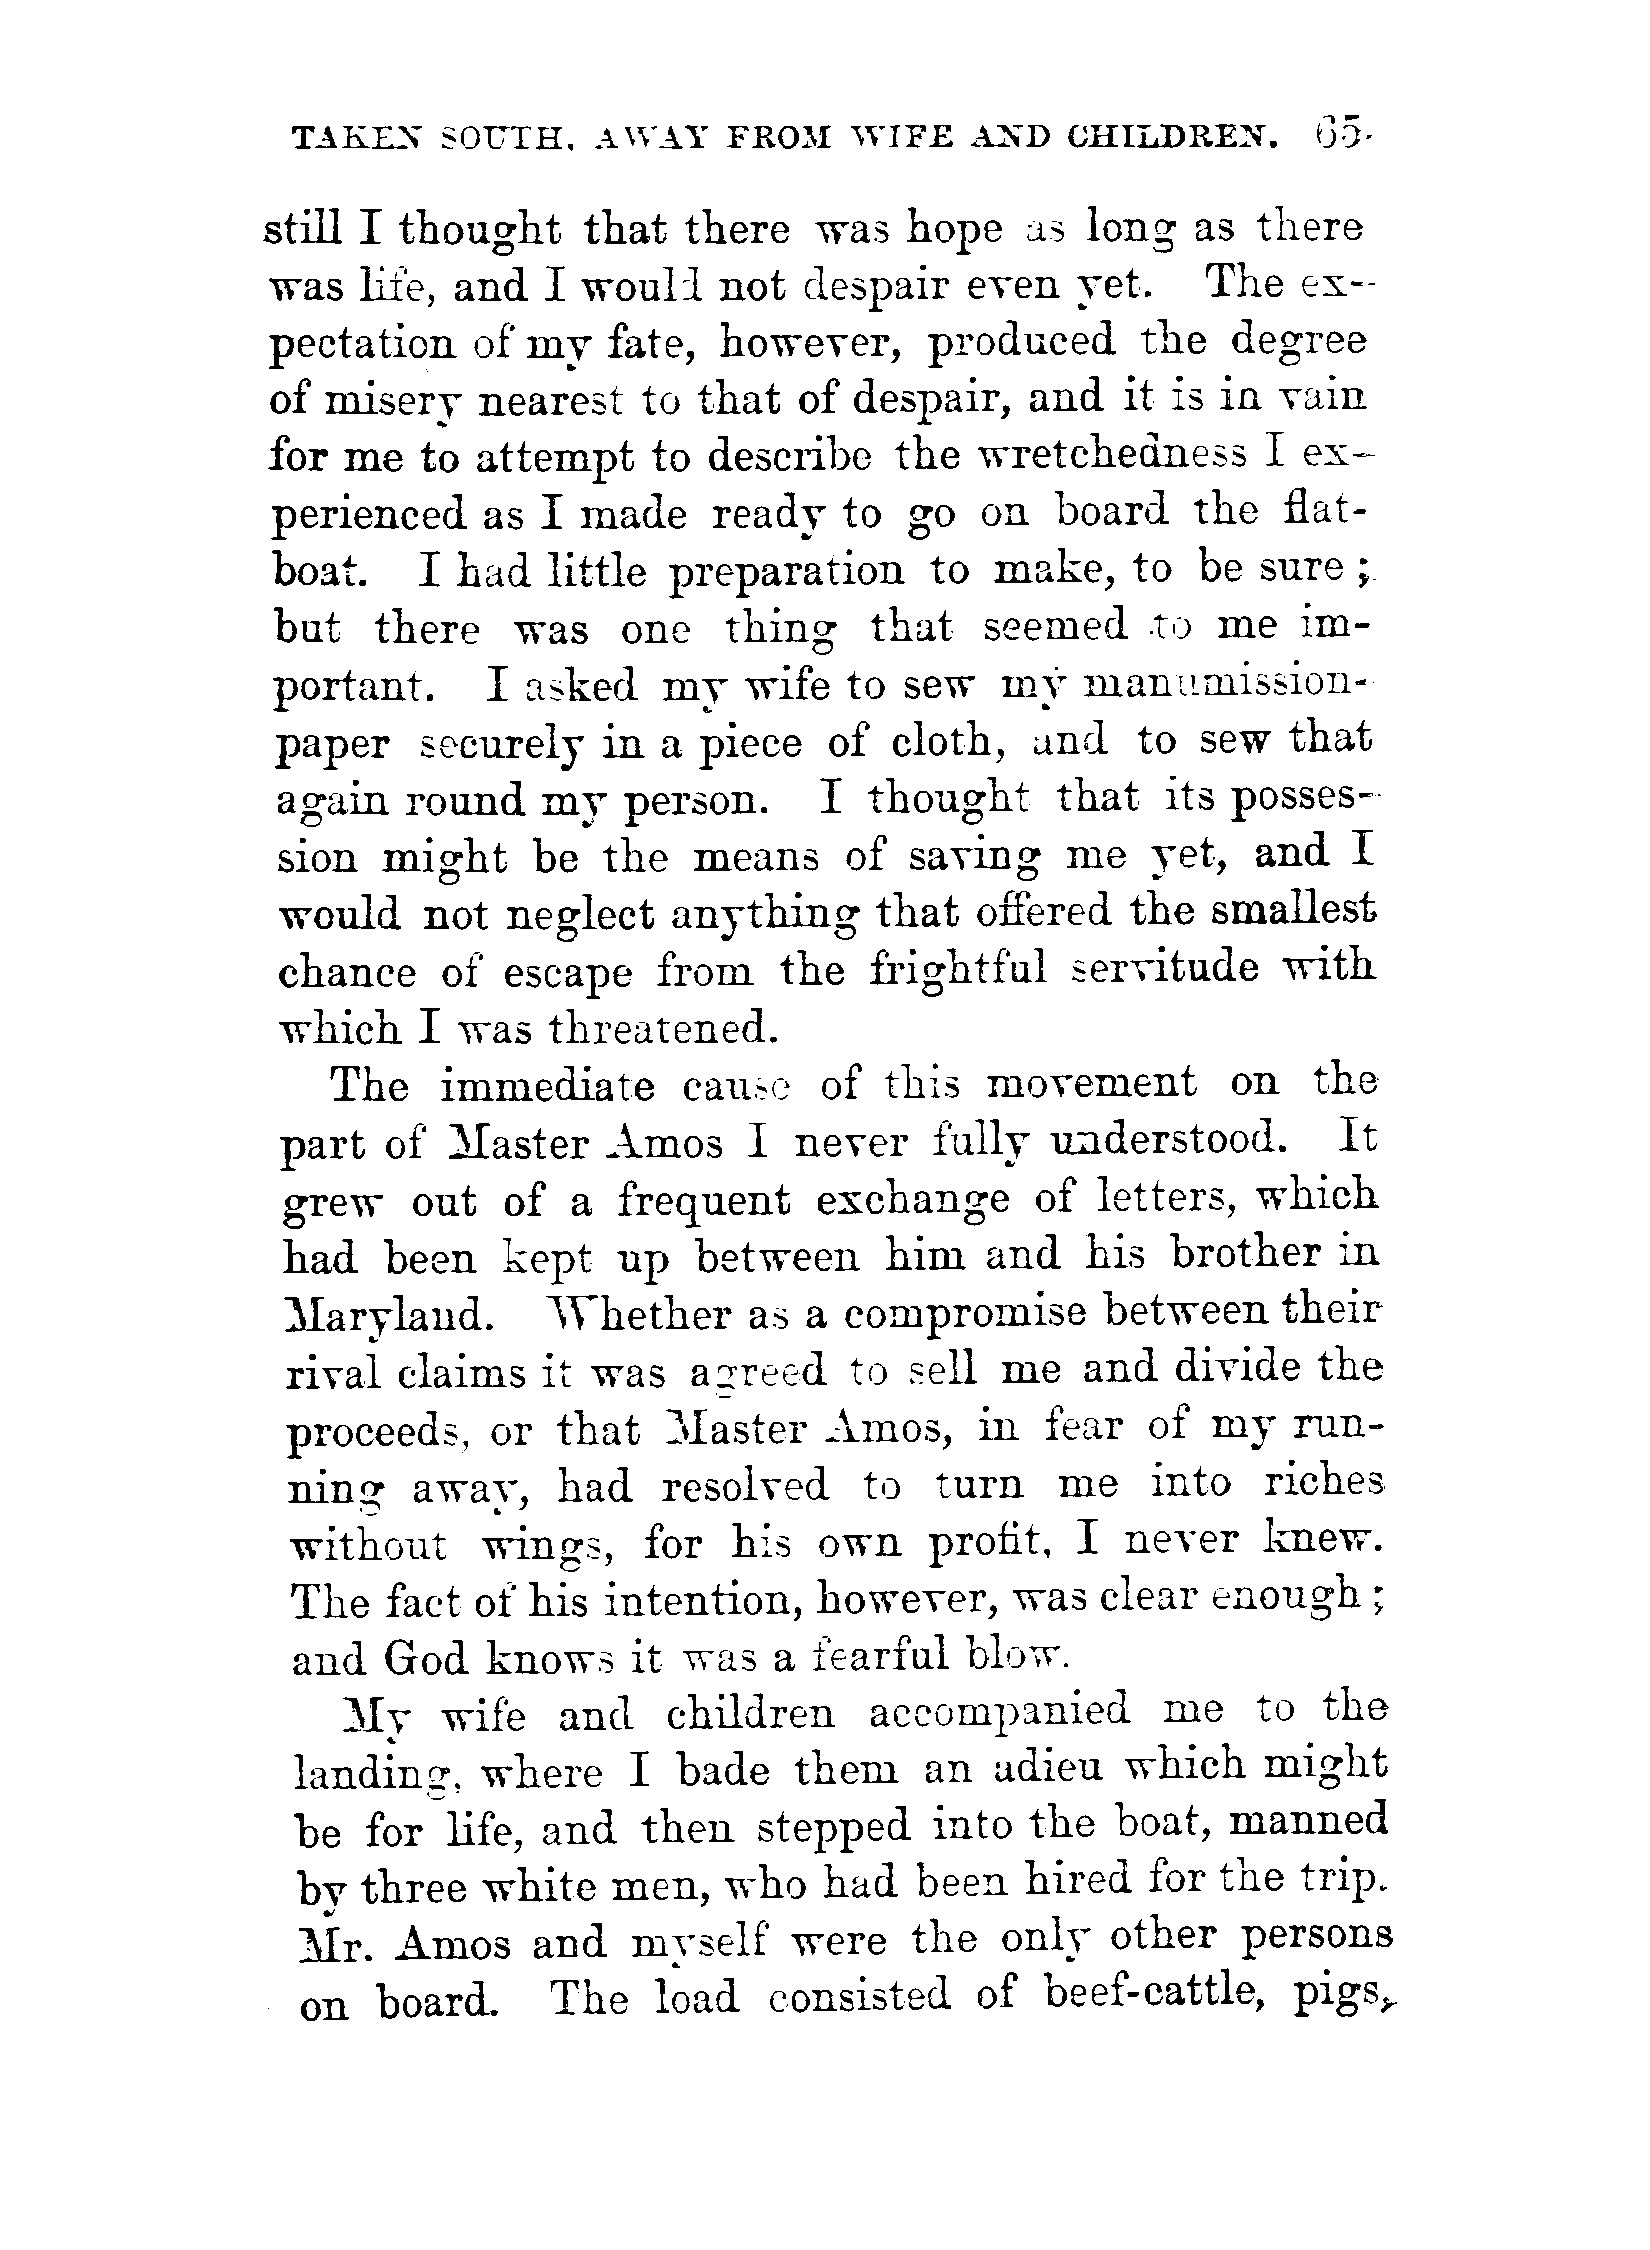 TAKEN SOUTH, AWAY FROM WIFE AND CHILDREN. 65
still I thought that there was hope as long as there
was life, and I would not despair even yet. The ex-
pectation of my fate, however, produced the degree
of misery nearest to that of despair, and it is in vain
for me to attempt to describe the wretchedness I ex-
perienced as I made ready to go on board the flat-
boat. I had little preparation to make, to be sure;
but there was one thing that seemed to me im-
portant. I asked my wife to sew my manumission-
paper securely in a piece of cloth, and to sew that
again round my person. I thought that its posses-
sion might be the means of saving me yet, and I
would not neglect anything that offered the smallest
chance of escape from the frightful servitude with
which I was threatened.
The immediate cause of this movement on the
part of Master Amos I never fully understood. It
grew out of a frequent exchange of letters, which
had been kept up between him and his brother in
Maryland. Whether as a compromise between their
rival claims it was agreed to sell me and divide the
proceeds, or that Master Amos, in fear of my run-
ning away, had resolved to turn me into riches
without wings, for his own profit, I never knew.
The fact of his intention, however, was clear enough;
and God knows it was a fearful blow.
My wife and children accompanied me to the
landing, where I bade them an adieu which might
be for life, and then stepped into the boat, manned
by three white men, who had been hired for the trip.
Mr. Amos and myself were the only other persons
on board. The load consisted of beef-cattle, pigs,